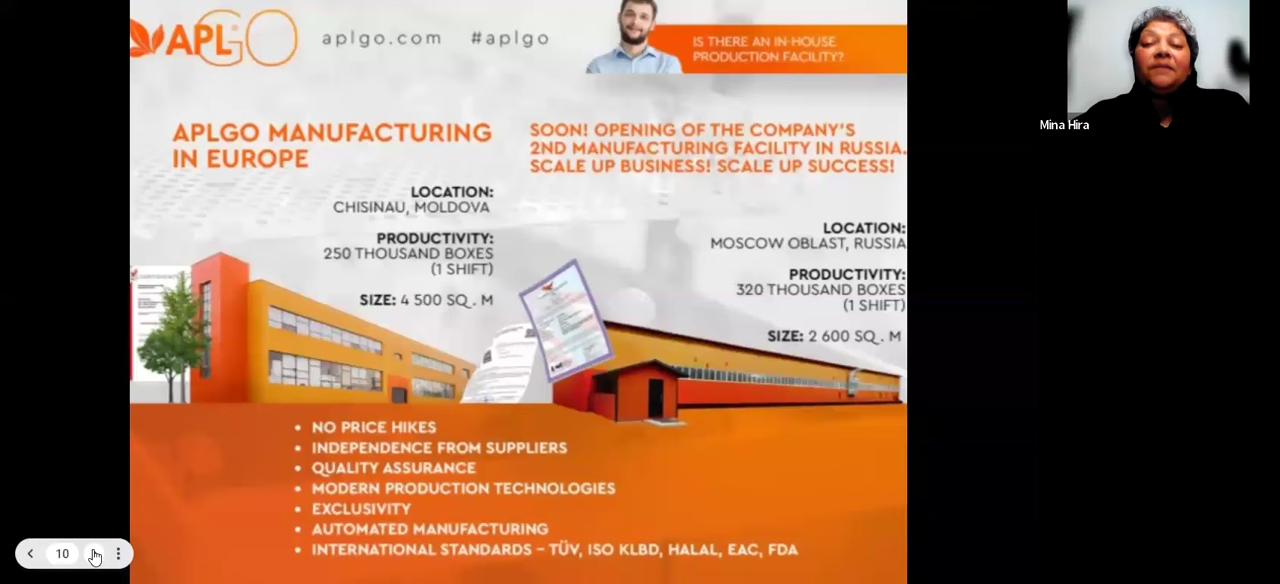 APL GO
aplgo.com #aplgo
IS THERE AN IN-HOUSE
PRODUCTION FACILITY?
Mina Hira
APLGO MANUFACTURING
IN EUROPE
LOCATION:
CHISINAU, MOLDOVA
PRODUCTIVITY:
250 THOUSAND BOXES
(1 SHIFT)
SIZE: 4 500 SQ. M
SOON! OPENING OF THE COMPANY'S
2ND MANUFACTURING FACILITY IN RUSSIA.
SCALE UP BUSINESS! SCALE UP SUCCESS!
LOCATION:
MOSCOW OBLAST, RUSSIA
PRODUCTIVITY:
320 THOUSAND BOXES
(1 SHIFT)
SIZE: 2 600 SQ. M
• NO PRICE HIKES
• INDEPENDENCE FROM SUPPLIERS
• QUALITY ASSURANCE
• MODERN PRODUCTION TECHNOLOGIES
• EXCLUSIVITY
• AUTOMATED MANUFACTURING
• INTERNATIONAL STANDARDS – TÜV, ISO KLBD, HALAL, EAC, FDA
10